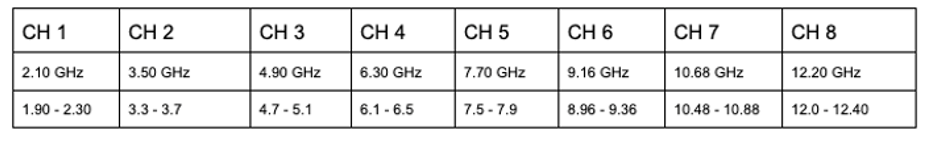 CH 1 CH 2 CH 3 CH 4 CH 5 CH 6 CH 7 CH 8
2.10 GHz 3.50 GHz 4.90 GHz 6.30 GHz 7.70 GHz 9.16 GHz 10.68 GHz 12.20 GHz
1.90 - 2.30 3.3 - 3.7 4.7 - 5.1 6.1 - 6.5 7.5 - 7.9 8.96 - 9.36 10.48 - 10.88 12.0 - 12.40